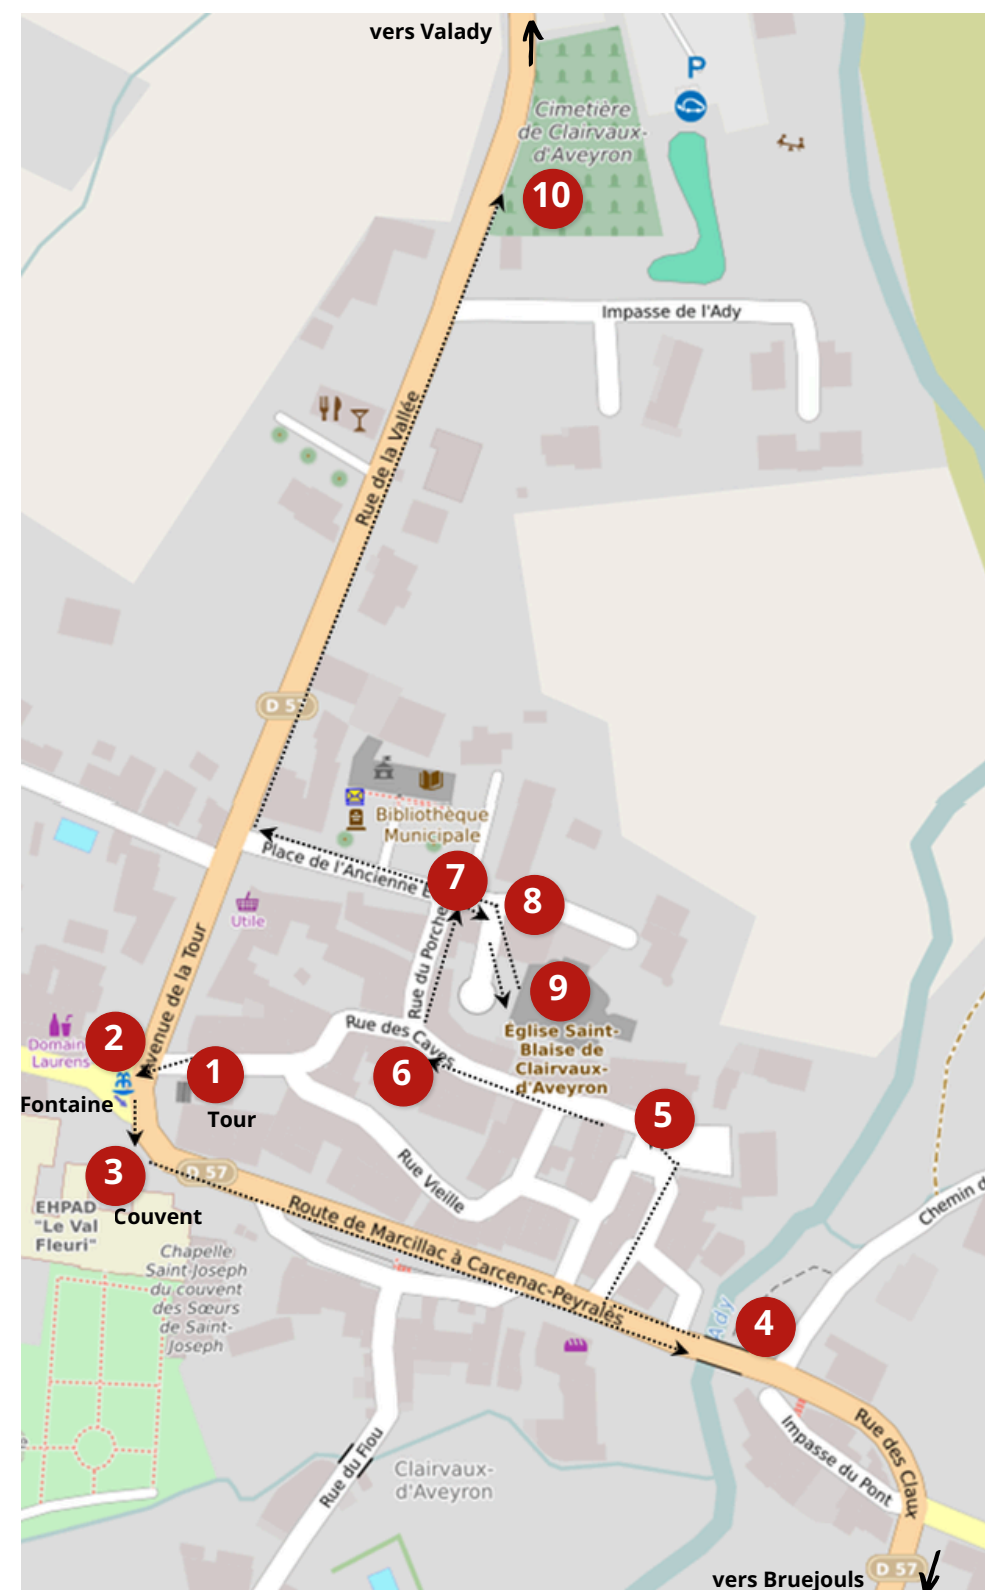 vers Valady
P
Cimetière
de Clairvaux-
d'Aveyron
10
Impasse de l'Ady
Rue de la Vallée
D 57
Bibliothèque
Municipale
Place de l'Ancienne
7
8
Utile
Rue du Porche
Avenue de la Tour
9
2
Domain
Laurens
1
Rue des Caves
6
Église Saint-
Blaise de
Clairvaux-
d'Aveyron
Fontaine
Tour
5
3
D 57
Rue Vieille
EHPAD
"Le Val
Fleuri"
Couvent
Route de Marcillac à Carcenac-Peyralès
Chemin d
Chapelle
Saint-Joseph
du couvent
des Sœurs
de Saint-
Joseph
Ady
4
Rue des Claux
Impasse du Pont
Rue du Fiou
Clairvaux-
d'Aveyron
D 57
vers Bruejouls